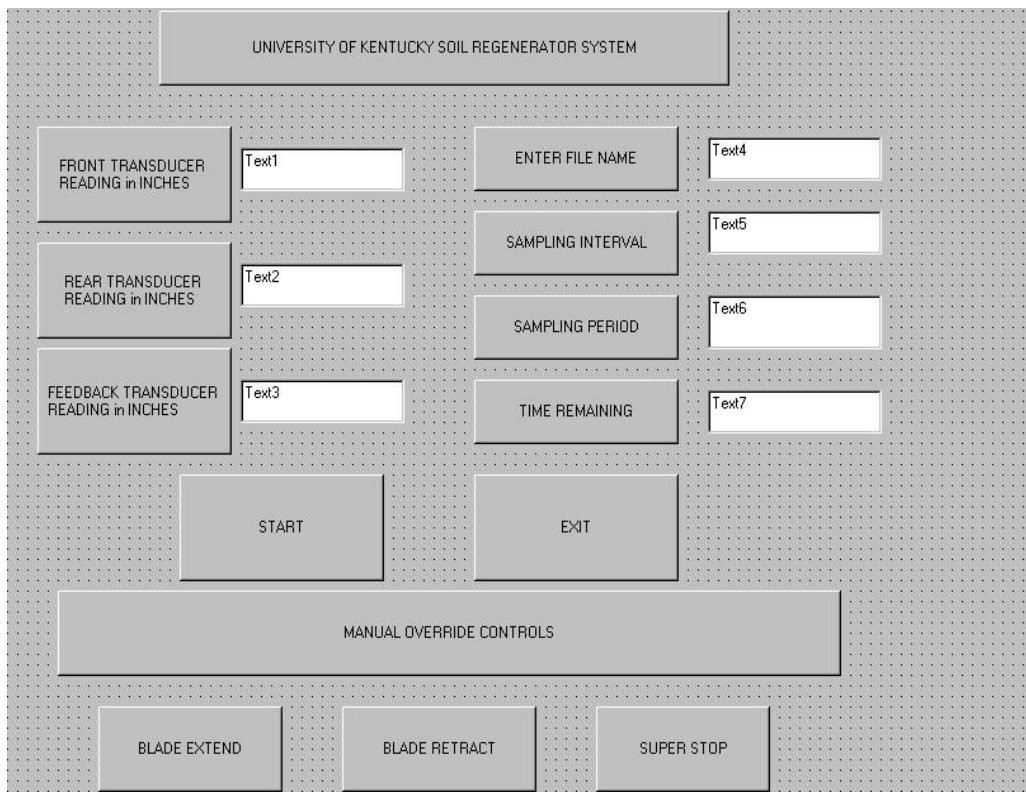 UNIVERSITY OF KENTUCKY SOIL REGENERATOR SYSTEM
FRONT TRANSDUCER
READING in INCHES
Text1
ENTER FILE NAME
Text4
REAR TRANSDUCER
READING in INCHES
Text2
SAMPLING INTERVAL
Text5
SAMPLING PERIOD
Text6
FEEDBACK TRANSDUCER
READING in INCHES
Text3
TIME REMAINING
Text7
START
EXIT
MANUAL OVERRIDE CONTROLS
BLADE EXTEND
BLADE RETRACT
SUPER STOP